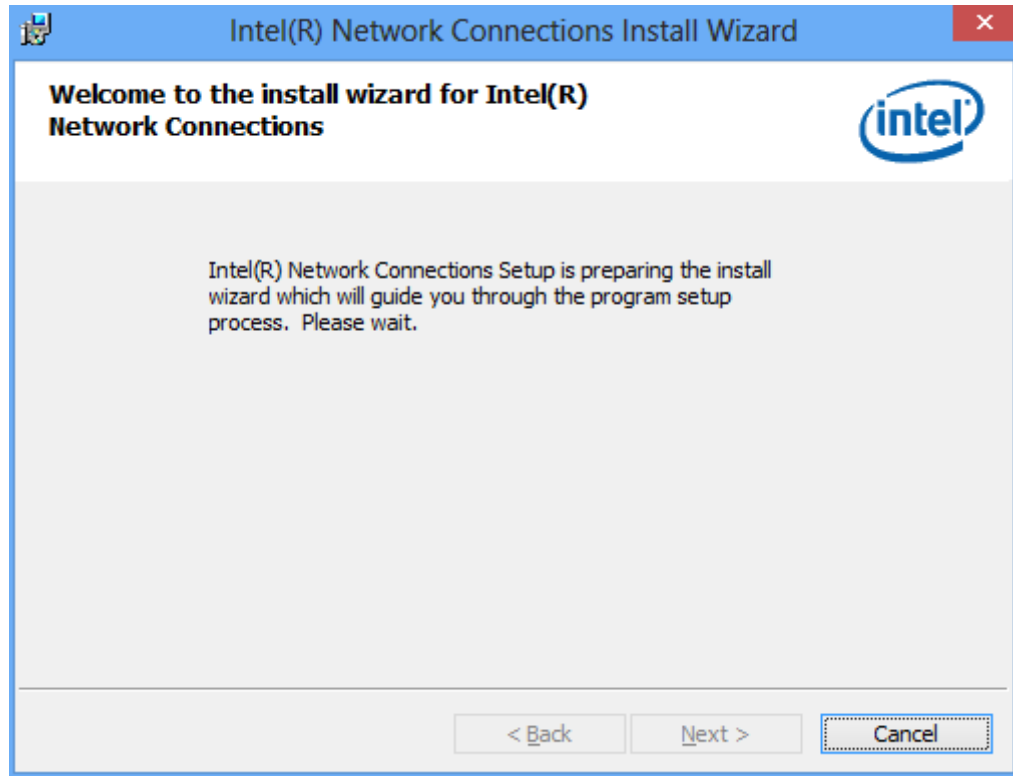 Intel(R) Network Connections Install Wizard
Welcome to the install wizard for Intel(R)
Network Connections
intel
Intel(R) Network Connections Setup is preparing the install
wizard which will guide you through the program setup
process.  Please wait.
< Back
Next >
Cancel